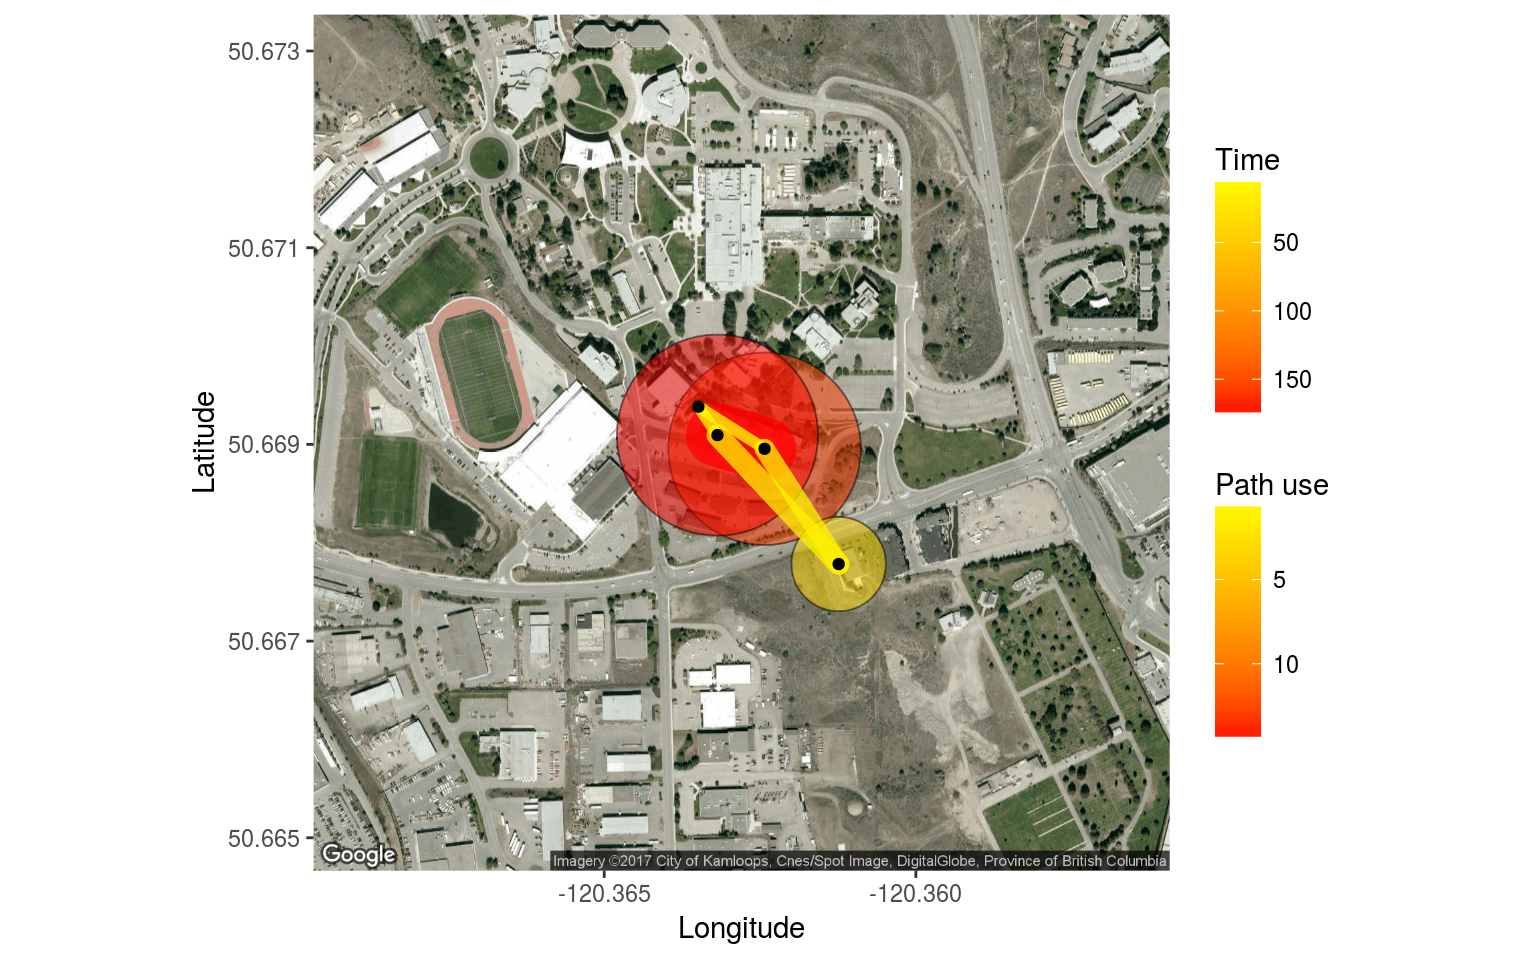 50.673
50.671
50.669
50.667
50.665
Latitude
-120.365
-120.360
Longitude
Google
Imagery ©2017 City of Kamloops, Cnes/Spot Image, DigitalGlobe, Province of British Columbia
Time
50
100
150
Path use
5
10